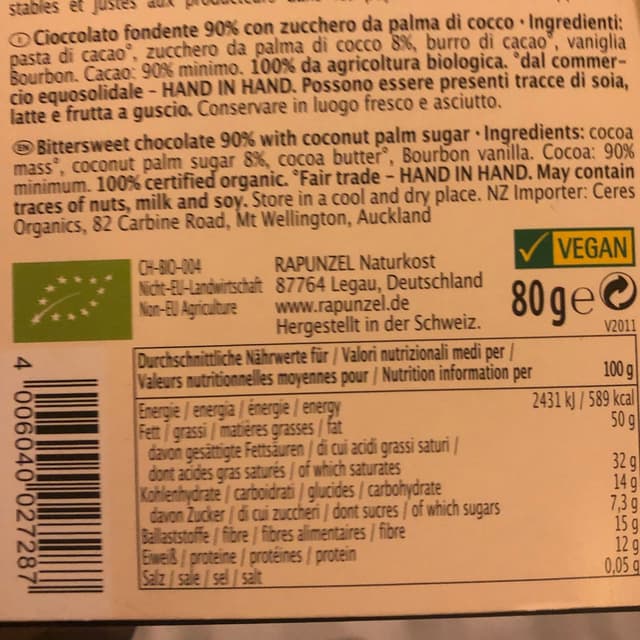 stables et justes aux
I Cioccolato fondente 90% con zucchero da palma di cocco · Ingredienti:
pasta di cacao°, zucchero da palma di cocco 8%, burro di cacao°, vaniglia
Bourbon. Cacao: 90% minimo. 100% da agricoltura biologica. °dal commer-
cio equosolidale – HAND IN HAND. Possono essere presenti tracce di soia,
latte e frutta a guscio. Conservare in luogo fresco e asciutto.
EN Bittersweet chocolate 90% with coconut palm sugar · Ingredients: cocoa
mass°, coconut palm sugar 8%, cocoa butter°, Bourbon vanilla. Cocoa: 90%
minimum. 100% certified organic. °Fair trade – HAND IN HAND. May contain
traces of nuts, milk and soy. Store in a cool and dry place. NZ Importer: Ceres
Organics, 82 Carbine Road, Mt Wellington, Auckland
VEGAN
CH-BIO-004
Nicht-EU-Landwirtschaft
Non-EU Agriculture
RAPUNZEL Naturkost
87764 Legau, Deutschland
www.rapunzel.de
Hergestellt in der Schweiz.
80 g e
V2011
Durchschnittliche Nährwerte für / Valori nutrizionali medi per /
Valeurs nutritionnelles moyennes pour / Nutrition information per 100 g
Energie / energia / énergie / energy 2431 kJ / 589 kcal
Fett / grassi / matières grasses / fat 50 g
davon gesättigte Fettsäuren / di cui acidi grassi saturi /
dont acides gras saturés / of which saturates 32 g
Kohlenhydrate / carboidrati / glucides / carbohydrate 14 g
davon Zucker / di cui zuccheri / dont sucres / of which sugars 7,3 g
Ballaststoffe / fibre / fibres alimentaires / fibre 15 g
Eiweiß / proteine / protéines / protein 12 g
Salz / sale / sel / salt 0,05 g
4 006040 027287